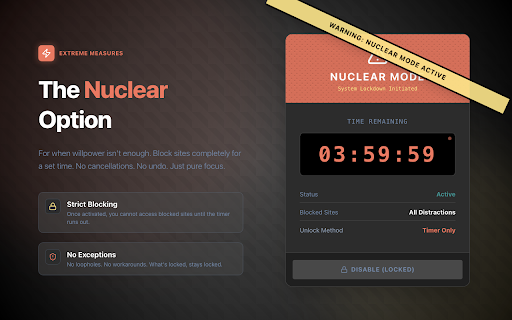 EXTREME MEASURES
The Nuclear
Option
For when willpower isn't enough. Block sites completely for
a set time. No cancellations. No undo. Just pure focus.
Strict Blocking
Once activated, you cannot access blocked sites until the timer
runs out.
No Exceptions
No loopholes. No workarounds. What's locked, stays locked.
WARNING: NUCLEAR MODE ACTIVE
NUCLEAR MODE
System Lockdown Initiated
TIME REMAINING
03:59:59
Status Active
Blocked Sites All Distractions
Unlock Method Timer Only
DISABLE (LOCKED)